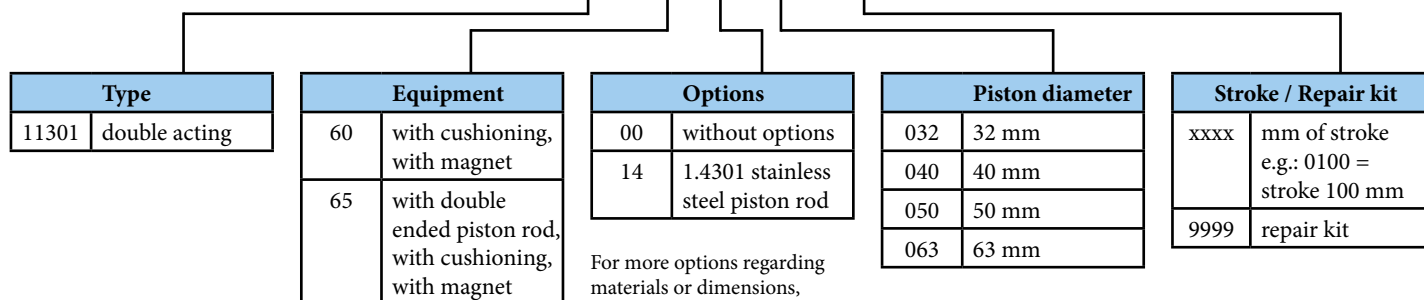 Type
11301 double acting
Equipment
60 with cushioning,
with magnet
65 with double
ended piston rod,
with cushioning,
with magnet
Options
00 without options
14 1.4301 stainless
steel piston rod
For more options regarding
materials or dimensions,
Piston diameter
032 32 mm
040 40 mm
050 50 mm
063 63 mm
Stroke / Repair kit
xxxx mm of stroke
e.g.: 0100 =
stroke 100 mm
9999 repair kit